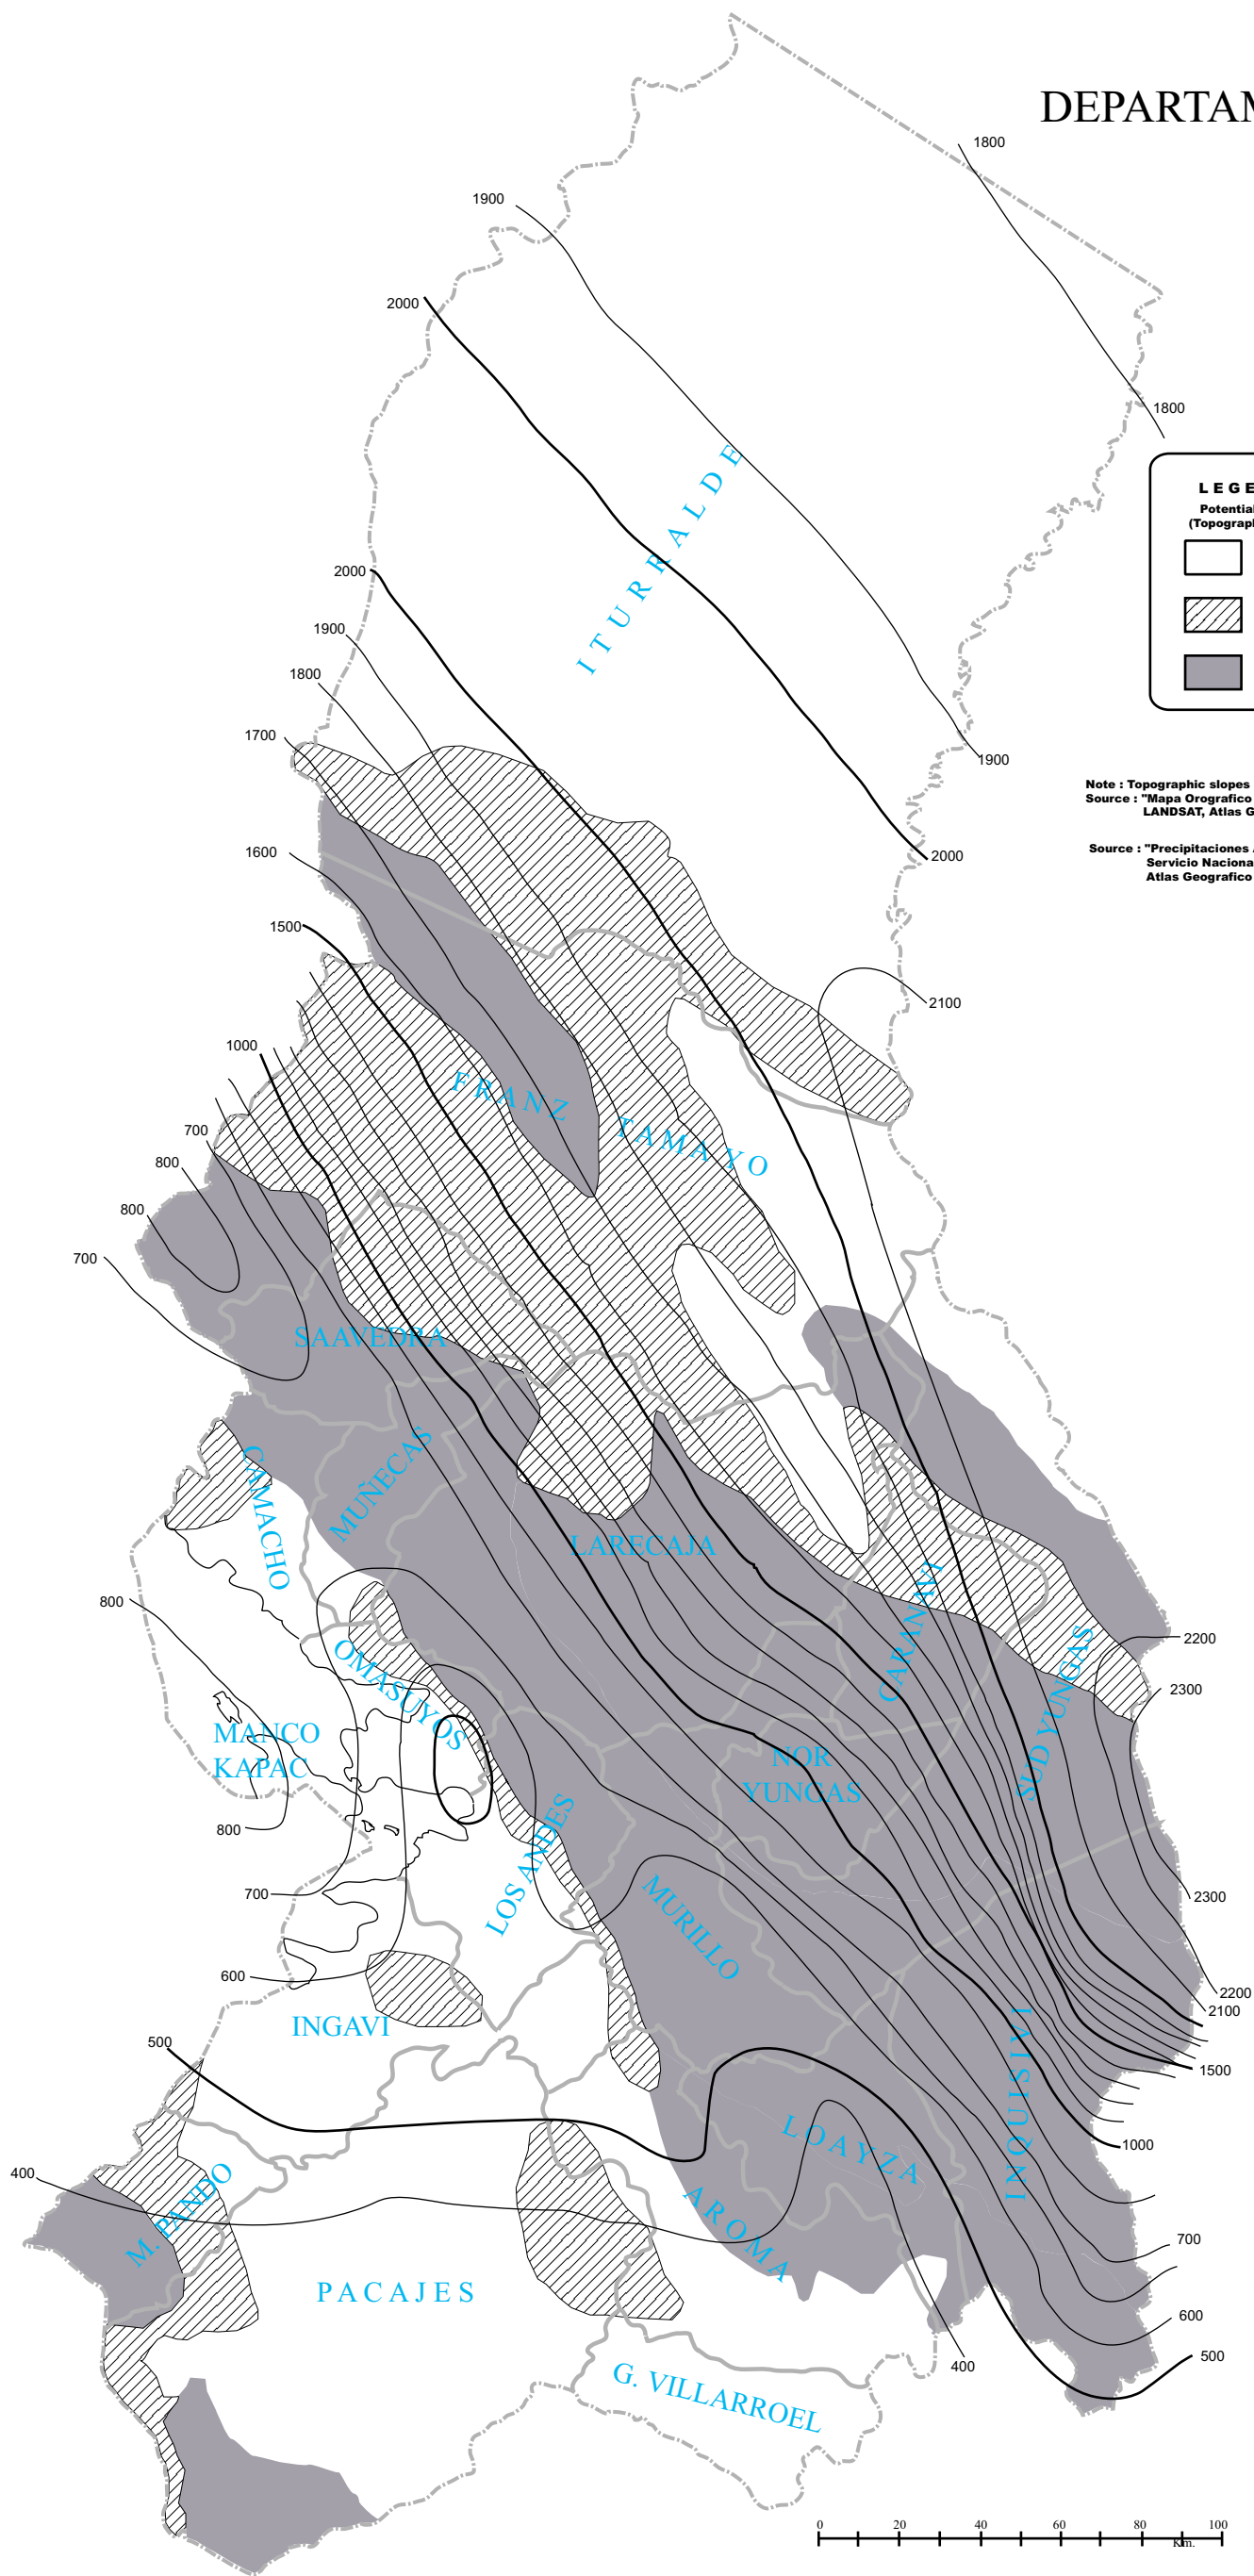 DEPARTAM
1800
1900
2000
1800
L E G E
Potential
(Topograph
ITURRALDE
2000
1900
1800
1700
1900
Note : Topographic slopes
Source : "Mapa Orografico
LANDSAT, Atlas G
1600
2000
Source : "Precipitaciones
Servicio Naciona
Atlas Geografico
1500
2100
1000
FRANZ TAMAYO
700
800
800
700
SAAVEDRA
CAMACHO
MUÑECAS
LARECAJA
800
CARANAVI
OMASUYOS
SUD YUNGAS
2200
2300
MANCO
KAPAC
NOR
YUNGAS
800
LOS ANDES
700
MURILLO
2300
600
2200
2100
INGAVI
500
INQUISIVI
1500
LOAYZA
1000
400
M. PANDO
AROMA
700
PACAJES
600
500
400
G. VILLARROEL
0 20 40 60 80 100
Km.